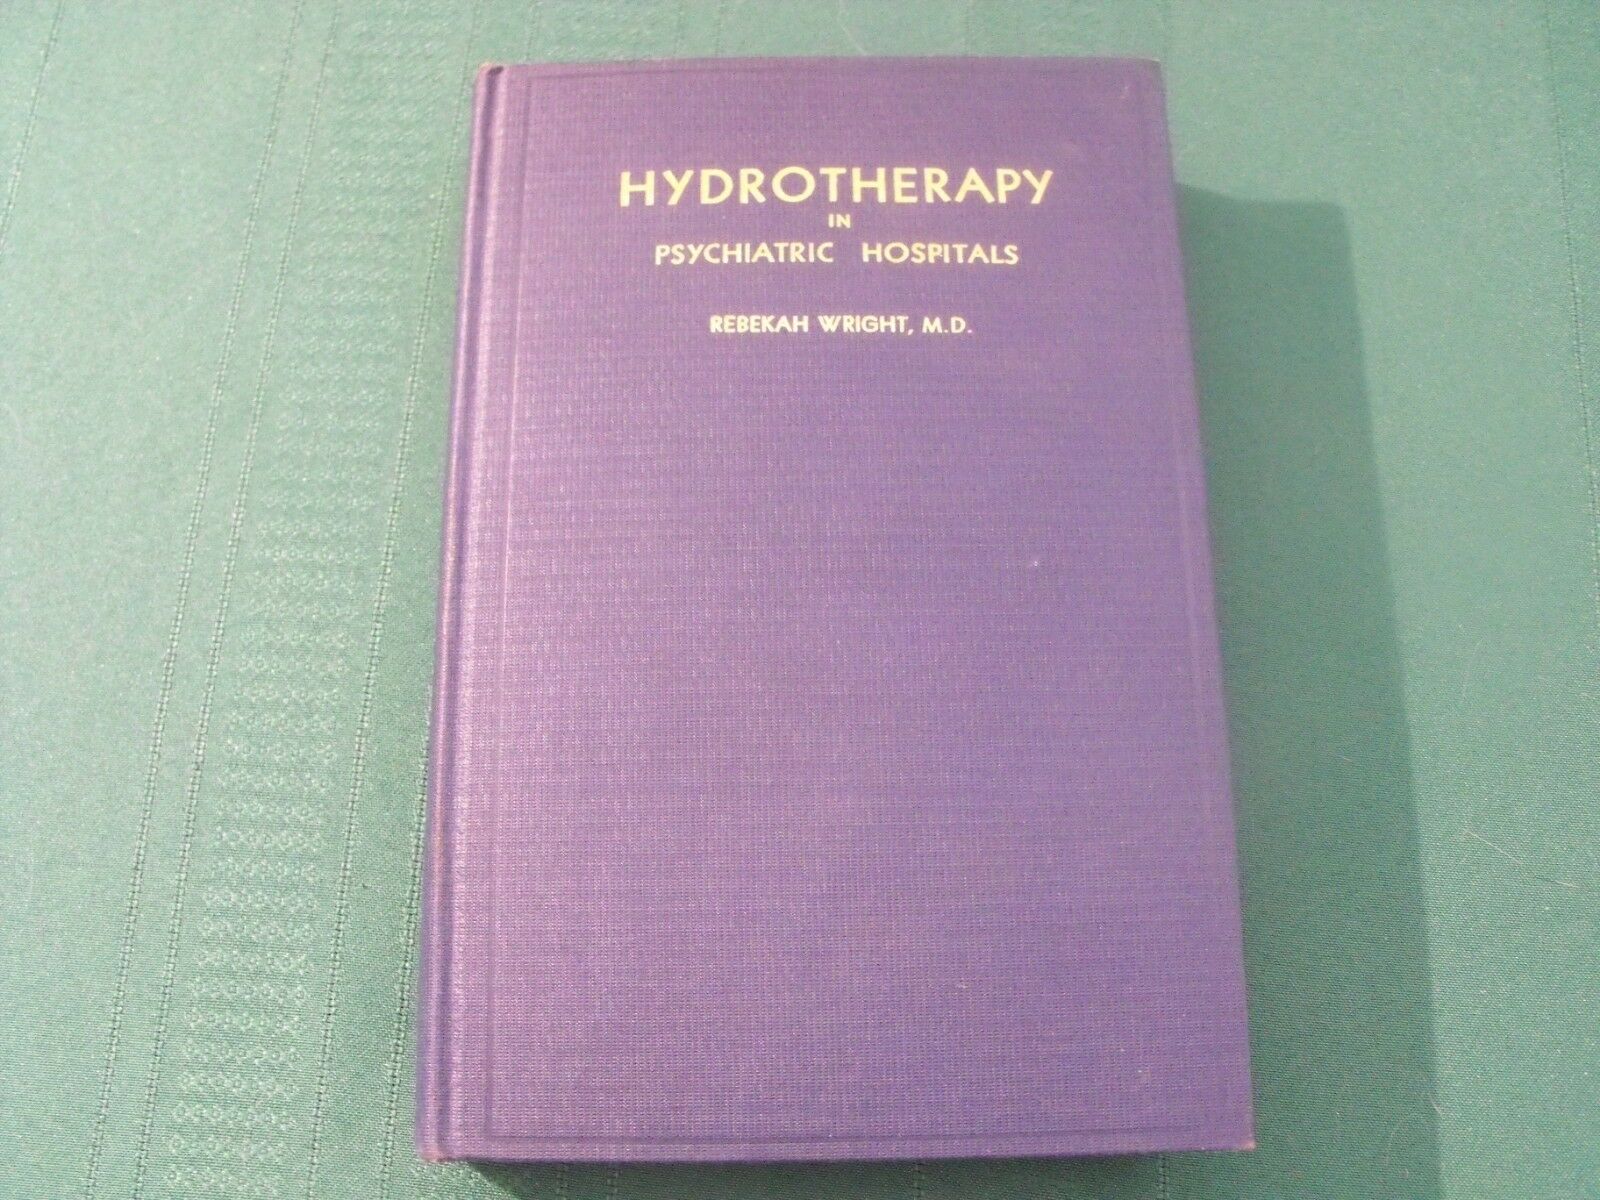 HYDROTHERAPY
IN
PSYCHIATRIC HOSPITALS
REBEKAH WRIGHT, M.D.